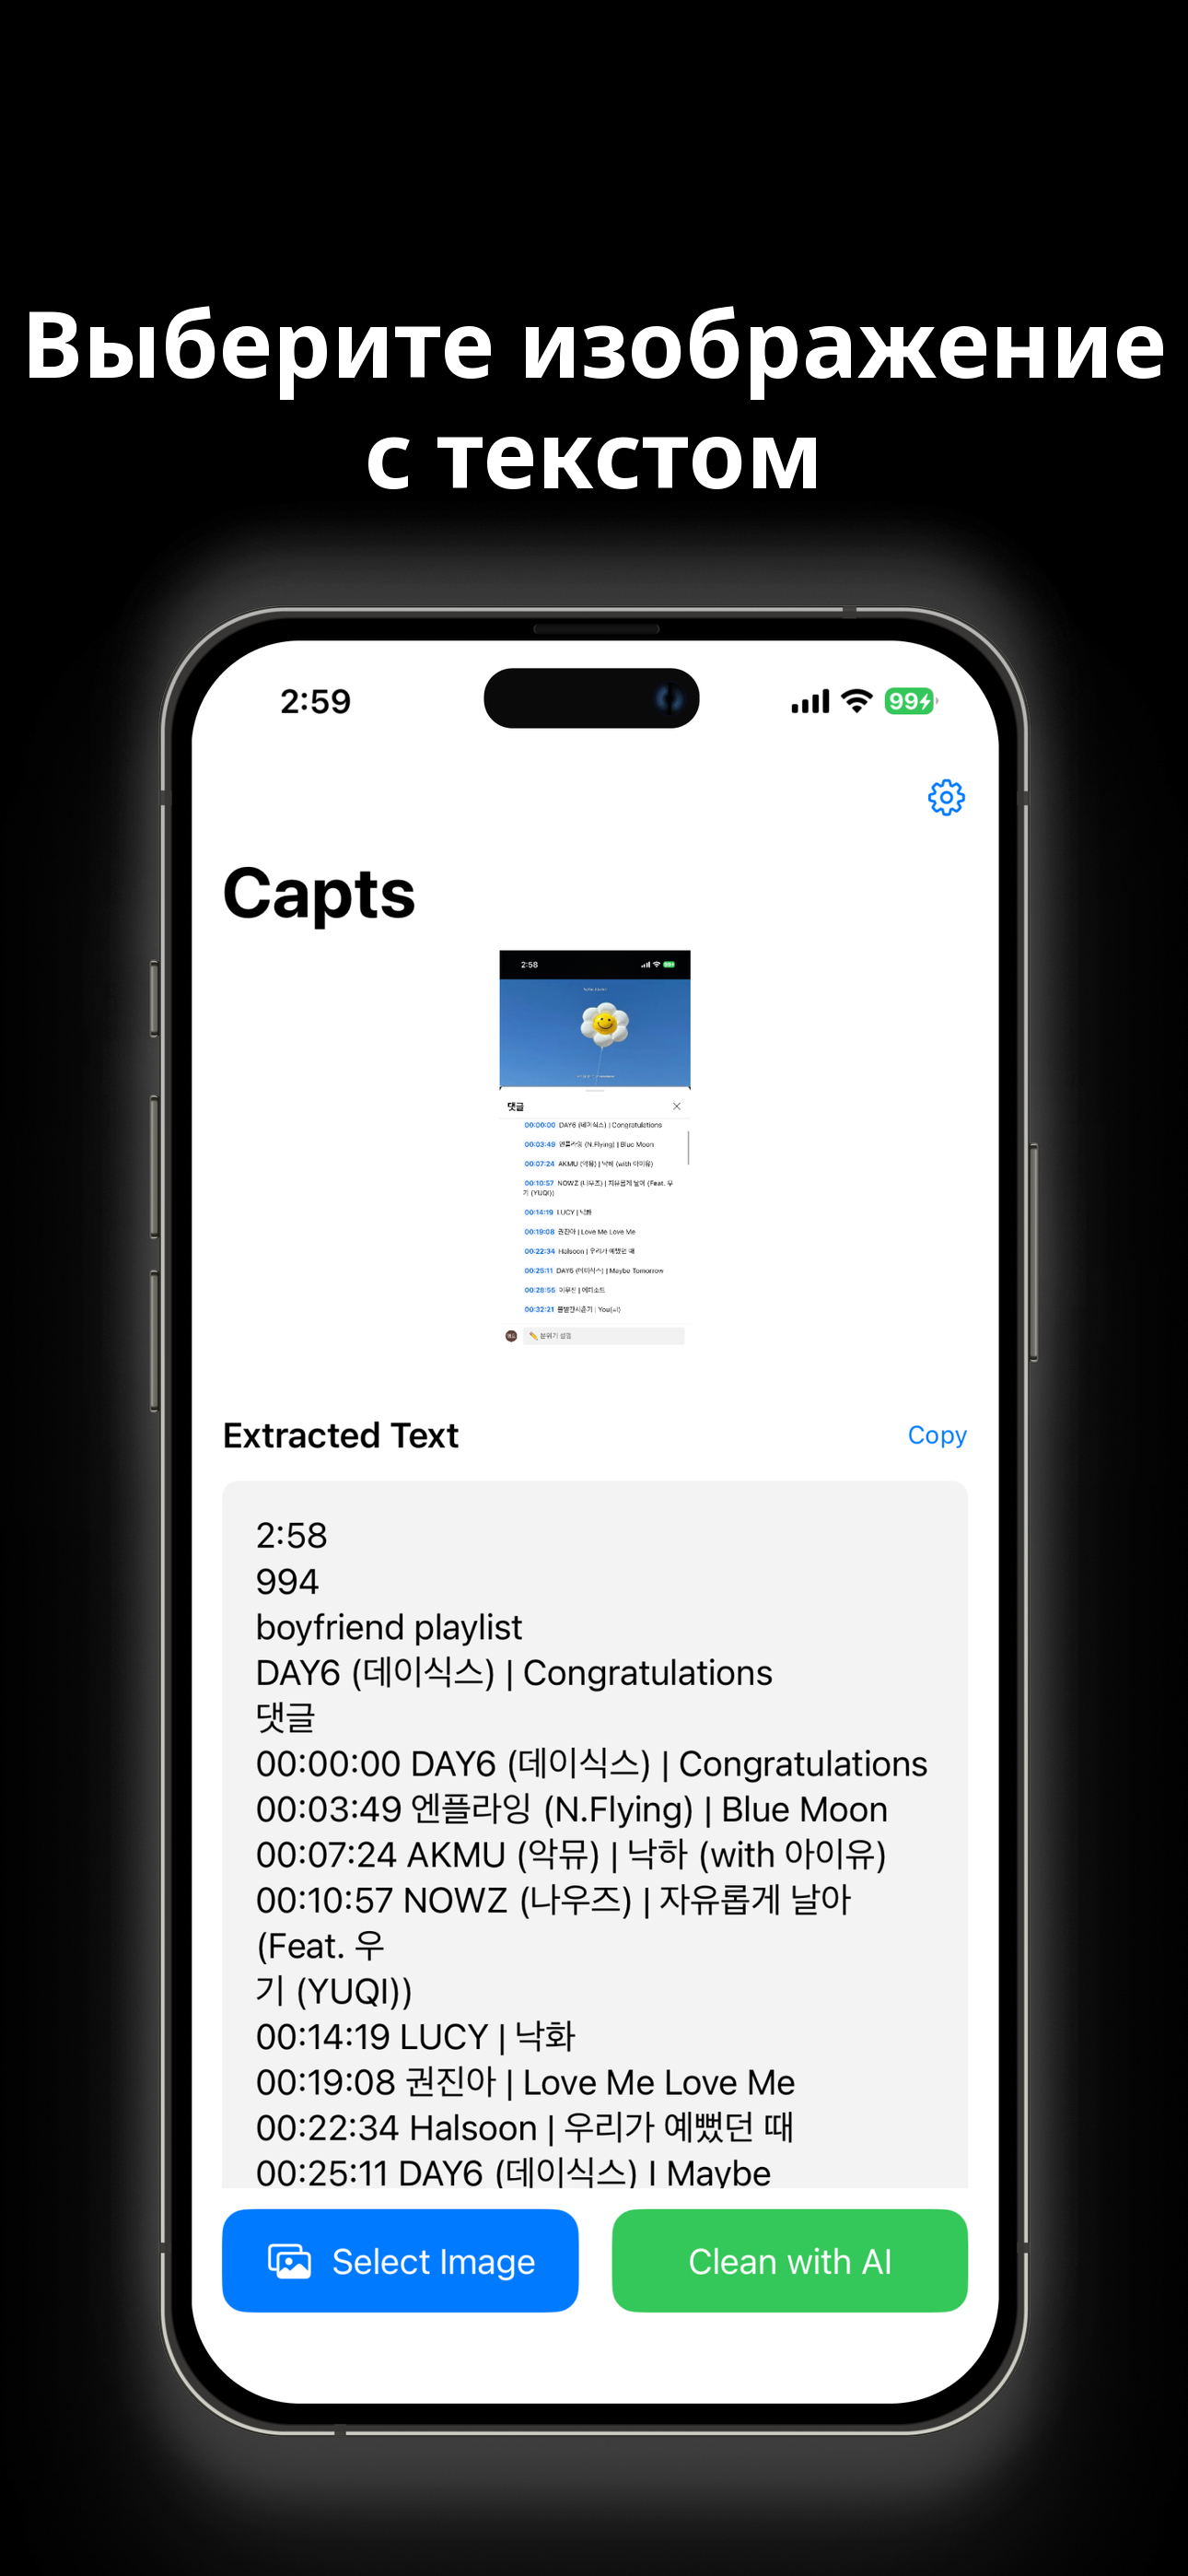 Выберите изображение
с текстом
2:59
99
Capts
2:58
댓글
00:00:00 DAY6 (데이식스) | Congratulations
00:03:49 엔플라잉 (N.Flying) | Blue Moon
00:07:24 AKMU (악뮤) | 낙하 (with 아이유)
00:10:57 NOWZ (나우즈) | 자유롭게 날아 (Feat. 우
기 (YUQI))
00:14:19 LUCY | 낙화
00:19:08 권진아 | Love Me Love Me
00:22:34 Halsoon | 우리가 예뻤던 때
00:25:11 DAY6 (데이식스) | Maybe Tomorrow
00:28:55 이무진 | 에피소드
00:32:21
Extracted Text
Copy
2:58
994
boyfriend playlist
DAY6 (데이식스) | Congratulations
댓글
00:00:00 DAY6 (데이식스) | Congratulations
00:03:49 엔플라잉 (N.Flying) | Blue Moon
00:07:24 AKMU (악뮤) | 낙하 (with 아이유)
00:10:57 NOWZ (나우즈) | 자유롭게 날아
(Feat. 우
기 (YUQI))
00:14:19 LUCY | 낙화
00:19:08 권진아 | Love Me Love Me
00:22:34 Halsoon | 우리가 예뻤던 때
00:25:11 DAY6 (데이식스) I Maybe
Select Image
Clean with AI